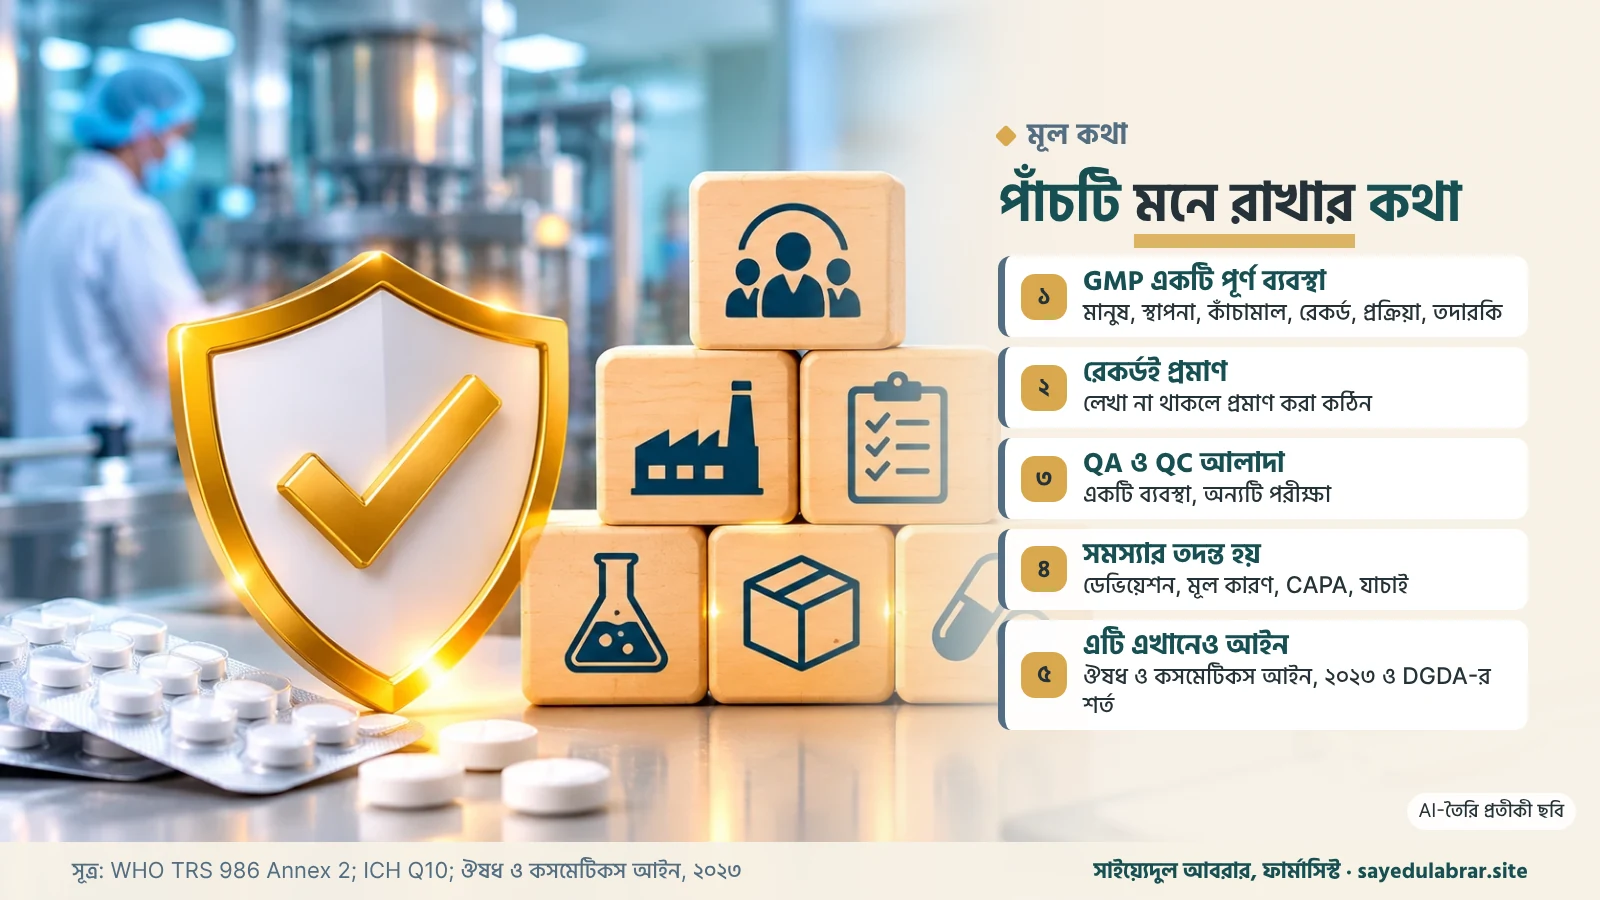 মূল কথা
পাঁচটি মনে রাখার কথা
১
GMP একটি পূর্ণ ব্যবস্থা
মানুষ, স্থাপনা, কাঁচামাল, রেকর্ড, প্রক্রিয়া, তদারকি
২
রেকর্ডই প্রমাণ
লেখা না থাকলে প্রমাণ করা কঠিন
৩
QA ও QC আলাদা
একটি ব্যবস্থা, অন্যটি পরীক্ষা
৪
সমস্যার তদন্ত হয়
ডেভিয়েশন, মূল কারণ, CAPA, যাচাই
৫
এটি এখানেও আইন
ঔষধ ও কসমেটিকস আইন, ২০২৩ ও DGDA-র
শর্ত
AI-তৈরি প্রতীকী ছবি
সূত্র: WHO TRS 986 Annex 2; ICH Q10; ঔষধ ও কসমেটিকস আইন, ২০২৩
সাইয়্যেদুল আবরার, ফার্মাসিস্ট · sayedulabrar.site